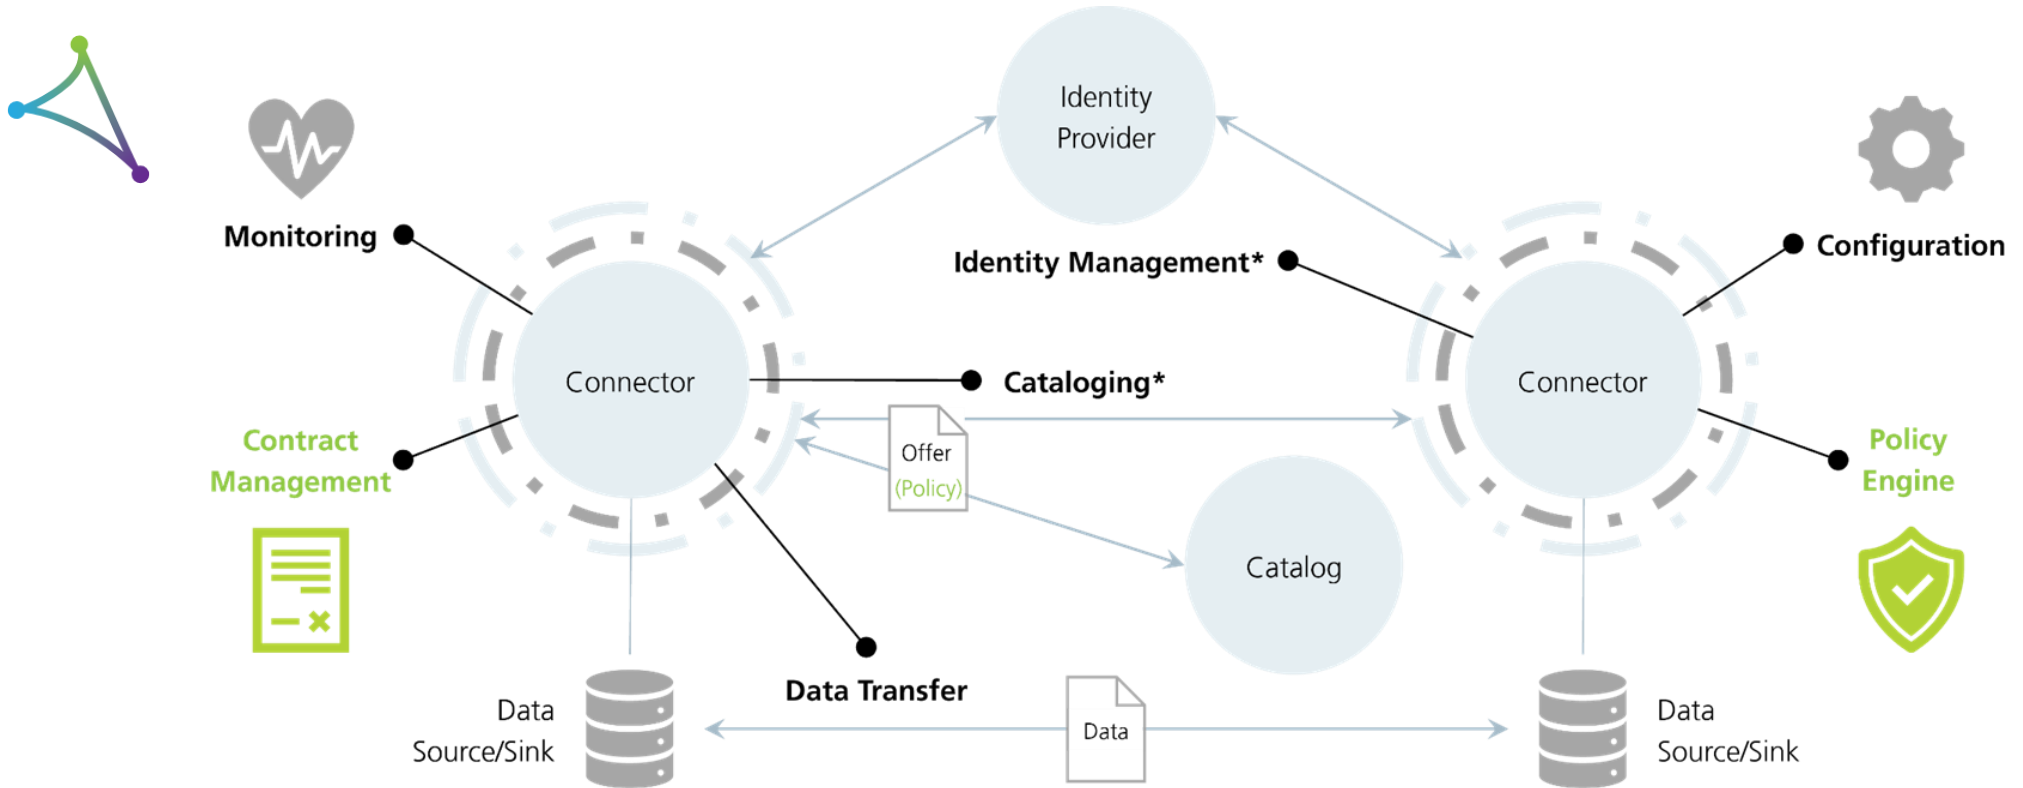 Identity
Provider
Monitoring
Identity Management*
Configuration
Connector
Cataloging*
Connector
Contract
Management
Offer
(Policy)
Policy
Engine
Catalog
Data Transfer
Data
Source/Sink
Data
Data
Source/Sink